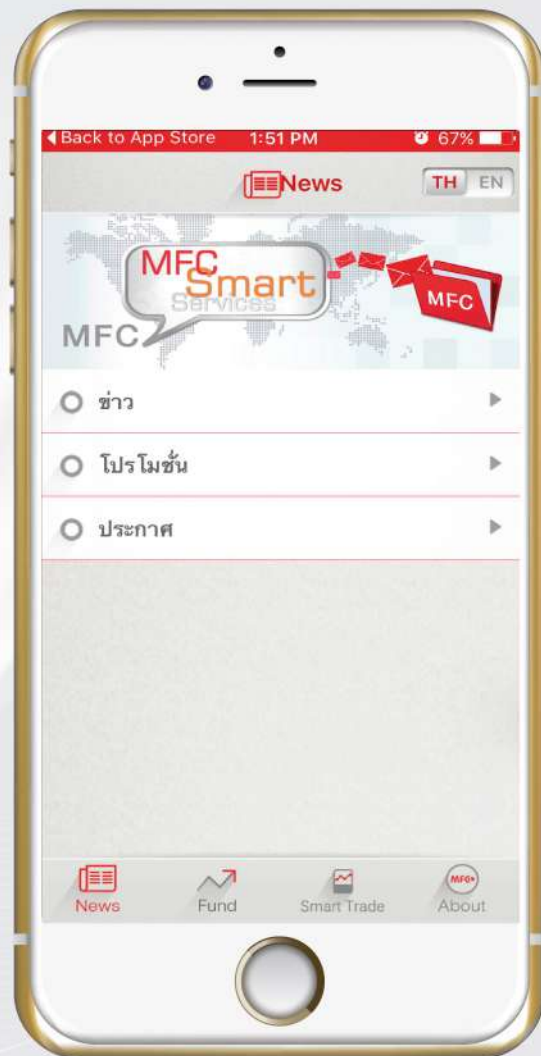 Back to App Store 1:51 PM 67%
News TH EN
MFC
Smart
Services
MFC
MFC
ข่าว
โปรโมชั่น
ประกาศ
MFC
News Fund Smart Trade About